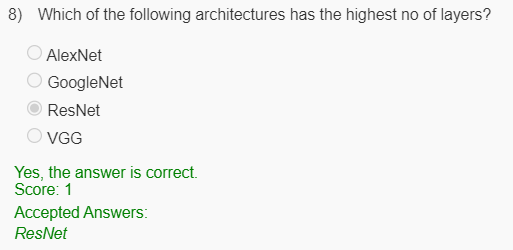 8) Which of the following architectures has the highest no of layers?
AlexNet
GoogleNet
ResNet
VGG
Yes, the answer is correct.
Score: 1
Accepted Answers:
ResNet